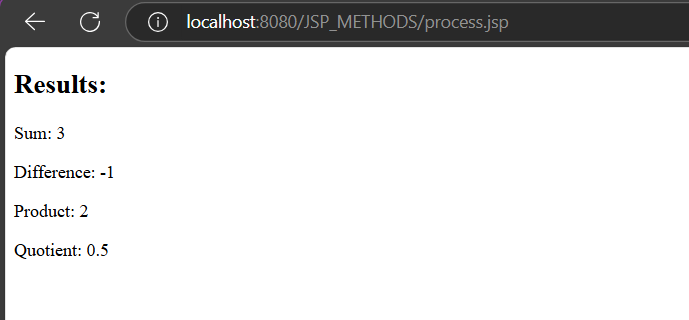 localhost:8080/JSP_METHODS/process.jsp
Results:
Sum: 3
Difference: -1
Product: 2
Quotient: 0.5